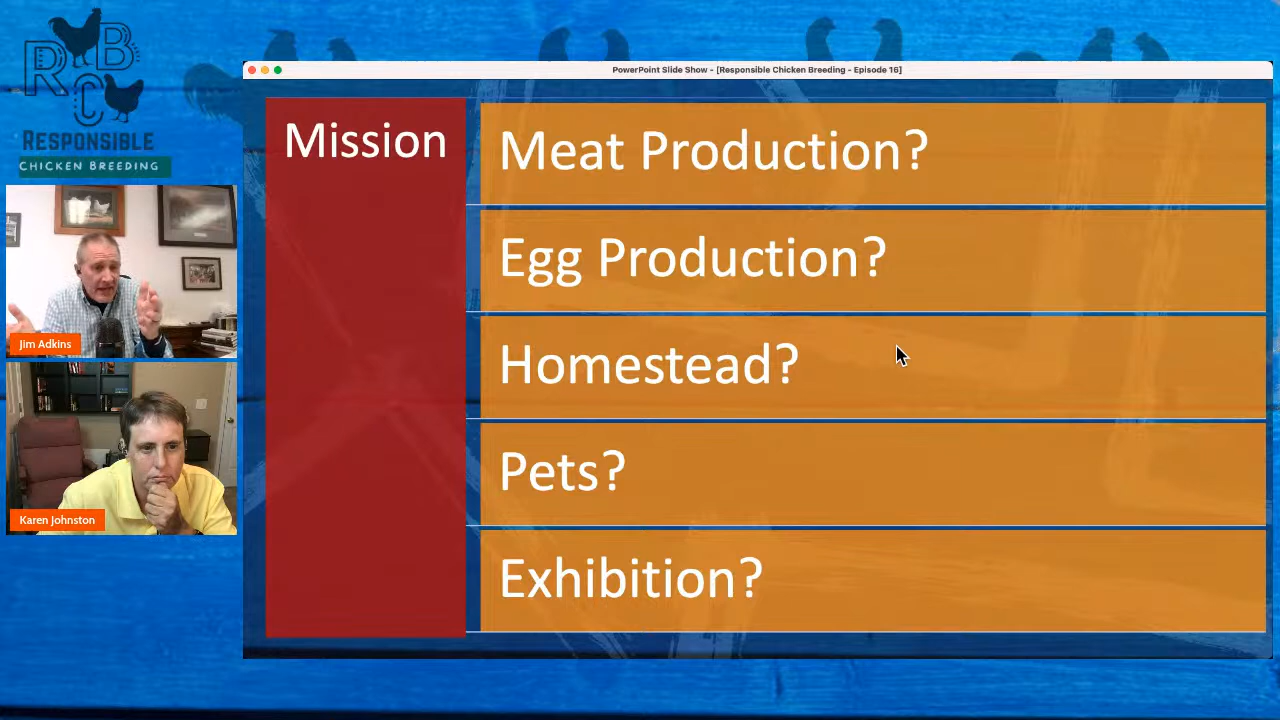 RBC
RESPONSIBLE
CHICKEN BREEDING
PowerPoint Slide Show - [Responsible Chicken Breeding - Episode 16]
Mission
Meat Production?
Egg Production?
Homestead?
Pets?
Exhibition?
Jim Adkins
Karen Johnston